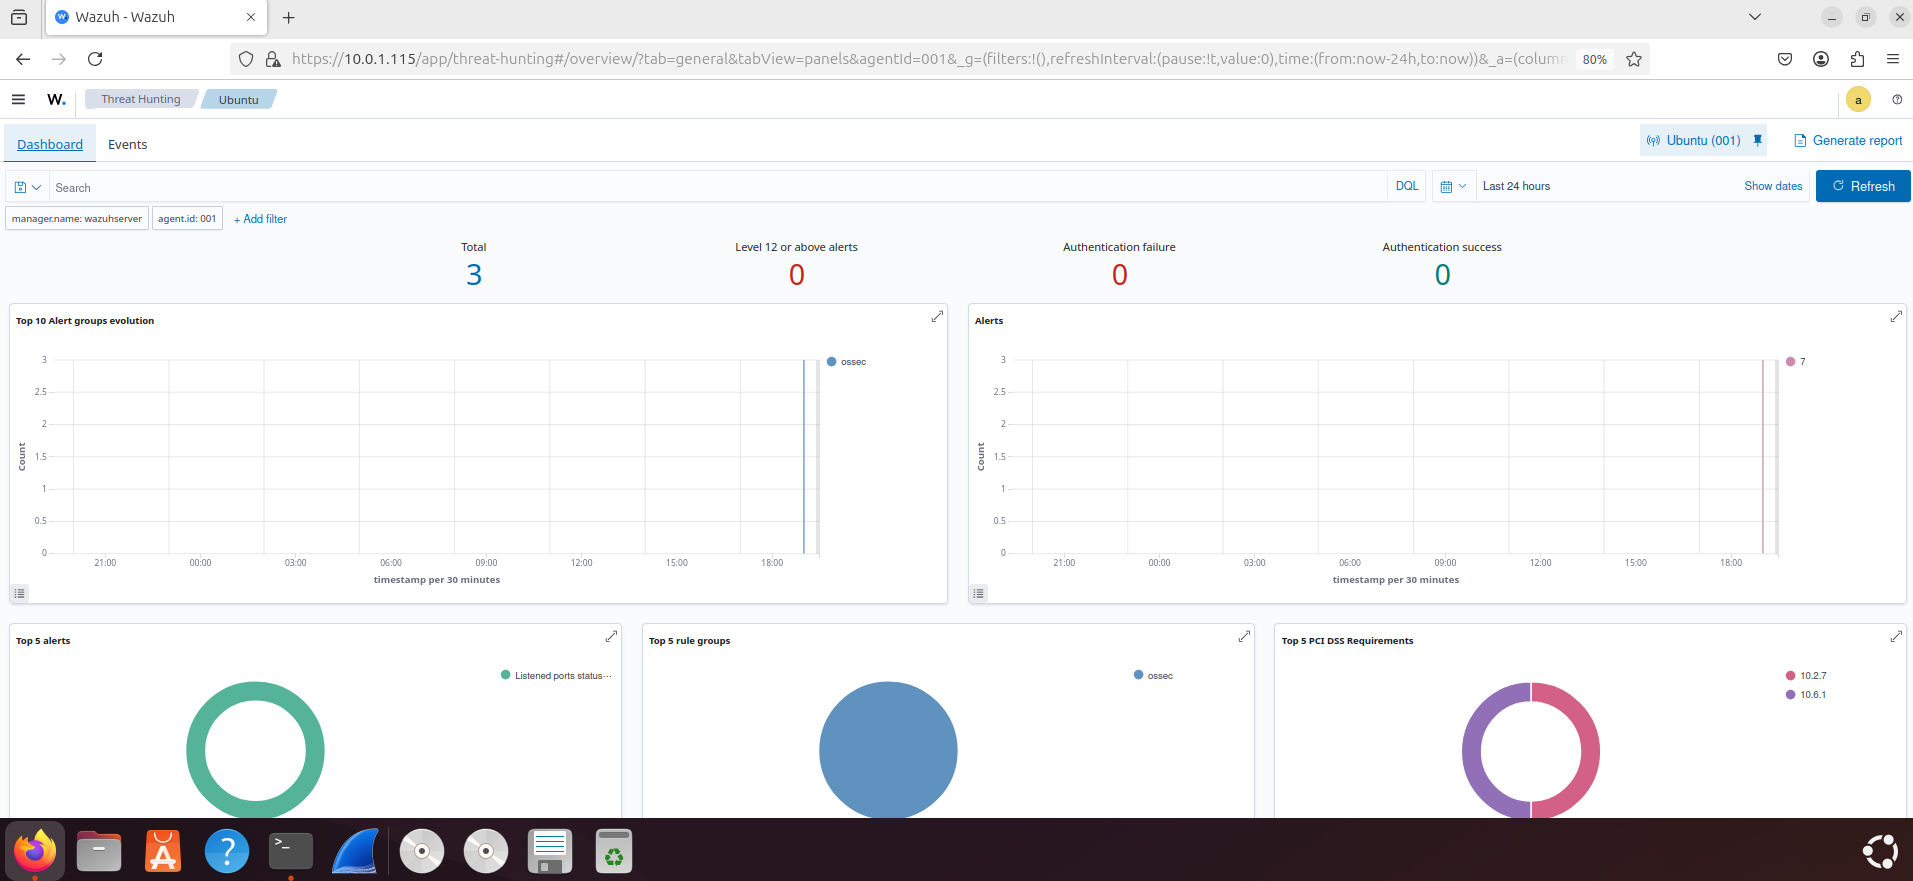 Wazuh - Wazuh
https://10.0.1.115/app/threat-hunting#/overview/?tab=general&tabView=panels&agentId=001&_g=(filters:!(),refreshInterval:(pause:!t,value:0),time:(from:now-24h,to:now))&_a=(column
80%
W.
Threat Hunting
Ubuntu
a
Dashboard
Events
Ubuntu (001)
Generate report
Search
DQL
Last 24 hours
Show dates
Refresh
manager.name: wazuhserver
agent.id: 001
+ Add filter
Total
3
Level 12 or above alerts
0
Authentication failure
0
Authentication success
0
Top 10 Alert groups evolution
Count
3
2.5
2
1.5
1
0.5
0
21:00
00:00
03:00
06:00
09:00
12:00
15:00
18:00
timestamp per 30 minutes
ossec
Alerts
Count
3
2.5
2
1.5
1
0.5
0
21:00
00:00
03:00
06:00
09:00
12:00
15:00
18:00
timestamp per 30 minutes
7
Top 5 alerts
Listened ports status...
Top 5 rule groups
ossec
Top 5 PCI DSS Requirements
10.2.7
10.6.1